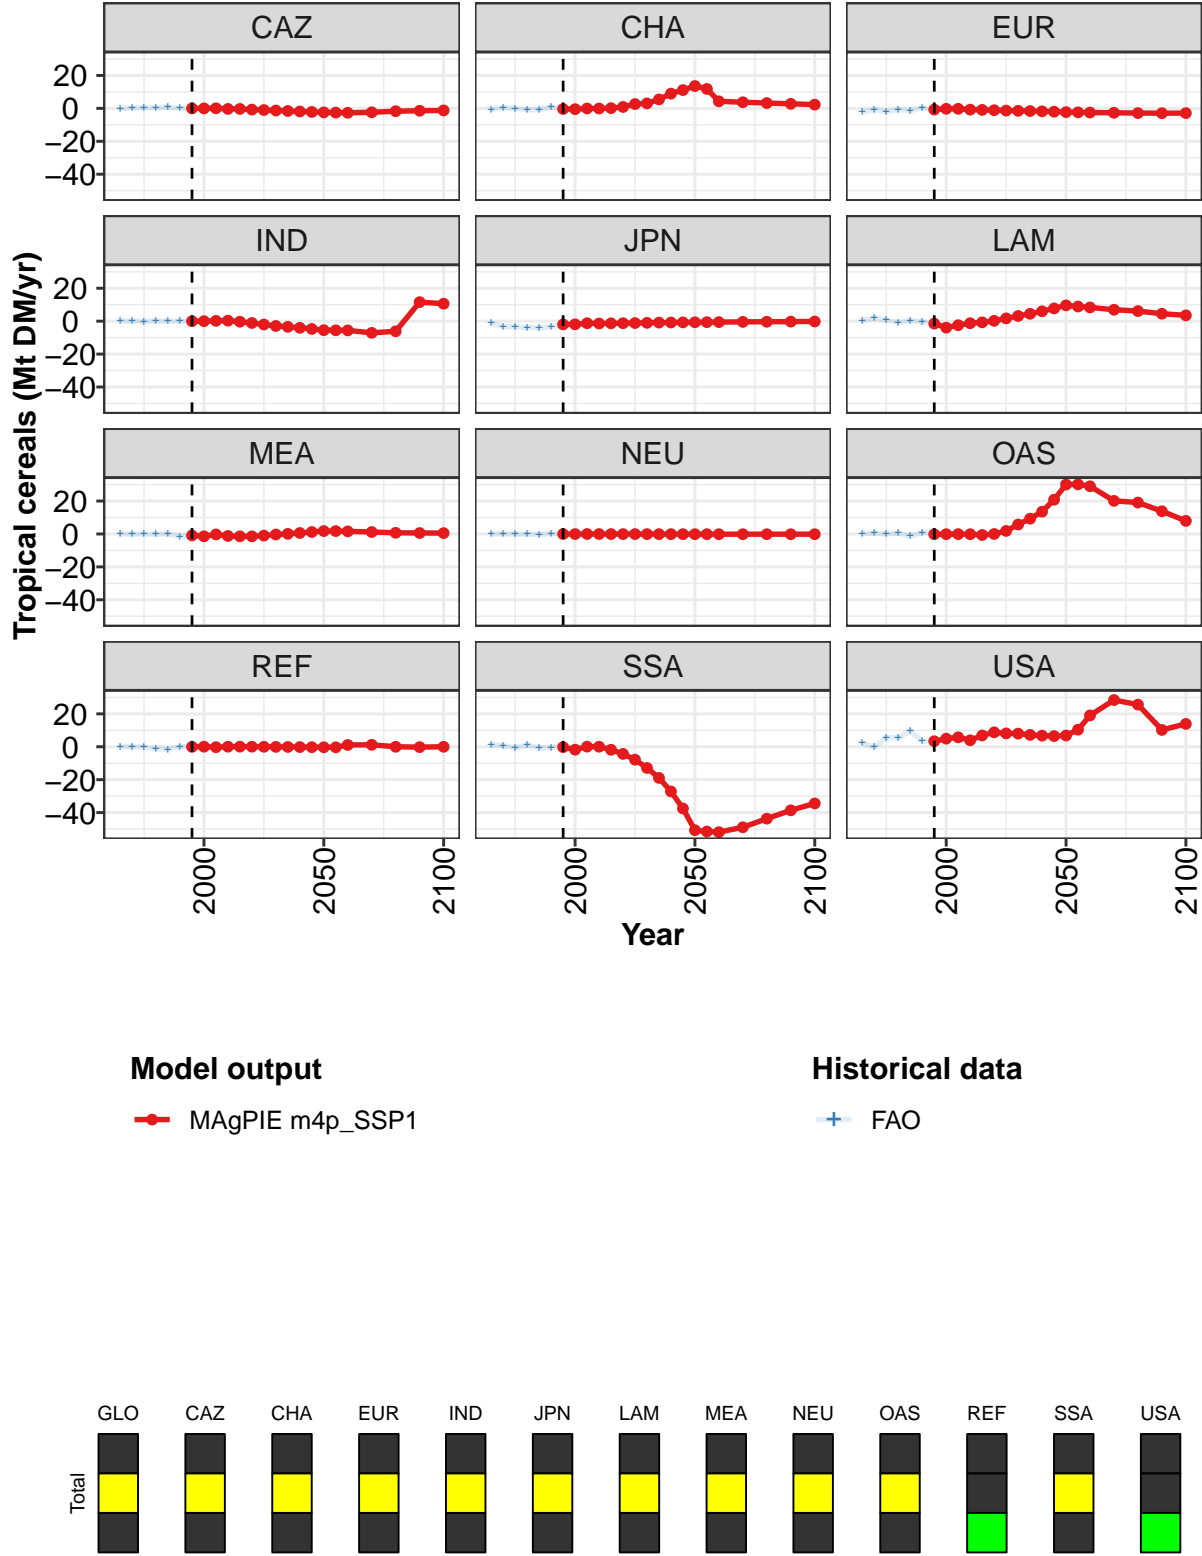 CAZ CHA EUR
20
0
−20
−40
IND JPN LAM
20
0
−20
−40
MEA NEU OAS
20
0
−20
−40
REF SSA USA
20
0
−20
−40
Tropical cereals (Mt DM/yr)
2000 2050 2100 2000 2050 2100 2000 2050 2100
Year
Model output Historical data
MAgPIE m4p_SSP1 FAO
GLO CAZ CHA EUR IND JPN LAM MEA NEU OAS REF SSA USA
Total